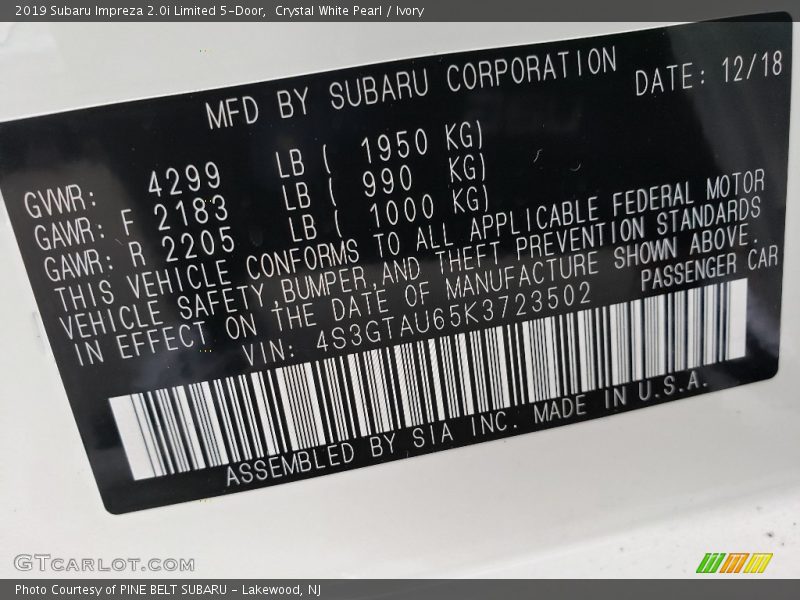 2019 Subaru Impreza 2.0i Limited 5-Door, Crystal White Pearl / Ivory
MFD BY SUBARU CORPORATION DATE: 12/18
GVWR: 4299 LB ( 1950 KG)
GAWR: F 2183 LB ( 990 KG)
GAWR: R 2205 LB ( 1000 KG)
THIS VEHICLE CONFORMS TO ALL APPLICABLE FEDERAL MOTOR
VEHICLE SAFETY,BUMPER,AND THEFT PREVENTION STANDARDS
IN EFFECT ON THE DATE OF MANUFACTURE SHOWN ABOVE.
VIN: 4S3GTAU65K3723502 PASSENGER CAR
ASSEMBLED BY SIA INC. MADE IN U.S.A.
GTCARLOT.COM
Photo Courtesy of PINE BELT SUBARU - Lakewood, NJ